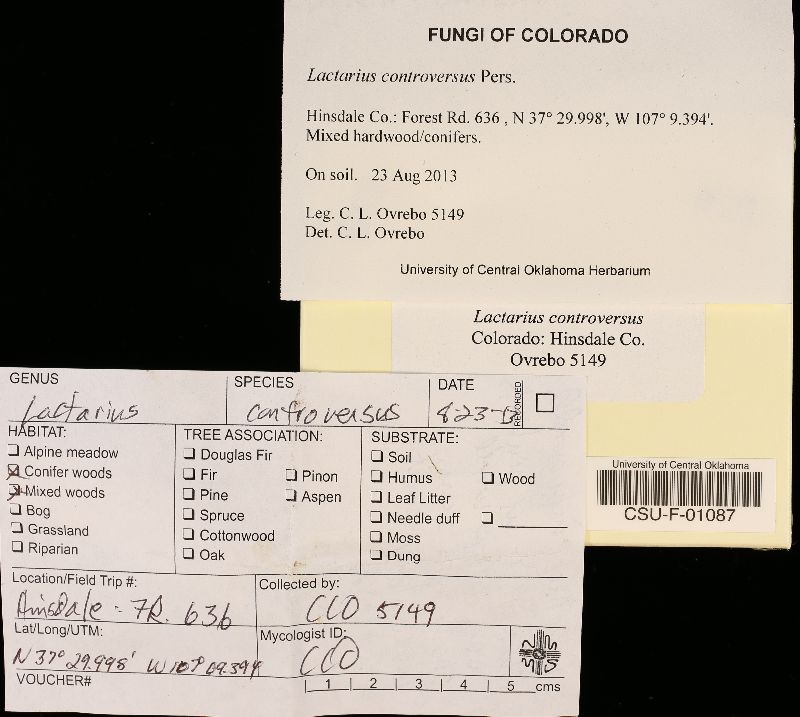 FUNGI OF COLORADO
Lactarius controversus Pers.
Hinsdale Co.: Forest Rd. 636 , N 37° 29.998', W 107° 9.394'.
Mixed hardwood/conifers.
On soil. 23 Aug 2013
Leg. C. L. Ovrebo 5149
Det. C. L. Ovrebo
University of Central Oklahoma Herbarium
Lactarius controversus
Colorado: Hinsdale Co.
Ovrebo 5149
University of Central Oklahoma
CSU-F-01087
GENUS SPECIES DATE RECORDED
Lactarius controversus 8-23-
HABITAT: TREE ASSOCIATION: SUBSTRATE:
Alpine meadow Douglas Fir Soil
Conifer woods Fir Pinon Humus Wood
Mixed woods Pine Aspen Leaf Litter
Bog Spruce Needle duff
Grassland Cottonwood Moss
Riparian Oak Dung
Location/Field Trip #: Collected by:
Hinsdale - FR. 636 CLO 5149
Lat/Long/UTM: Mycologist ID:
N 37° 29.998' W 107° 09.394 CLO
VOUCHER# 1 2 3 4 5 cms